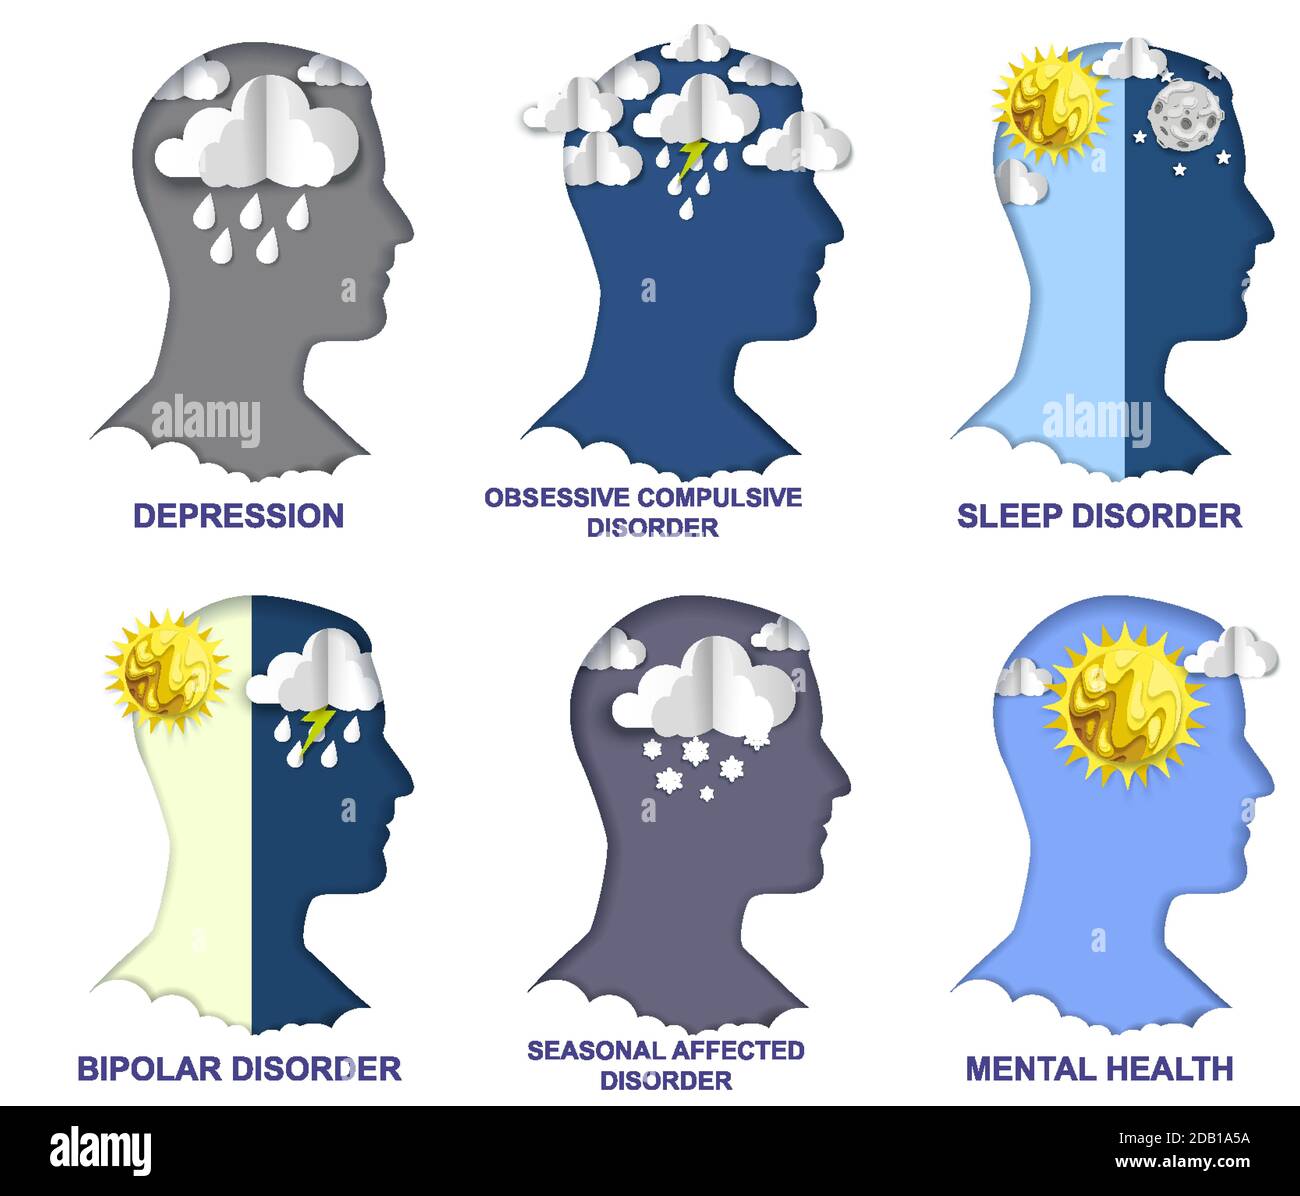 DEPRESSION
OBSESSIVE COMPULSIVE
DISORDER
SLEEP DISORDER
BIPOLAR DISORDER
SEASONAL AFFECTED
DISORDER
MENTAL HEALTH
a
a
a
alamy
alamy
a
a
a
a
alamy
Image ID: 2DB1A5A
www.alamy.com